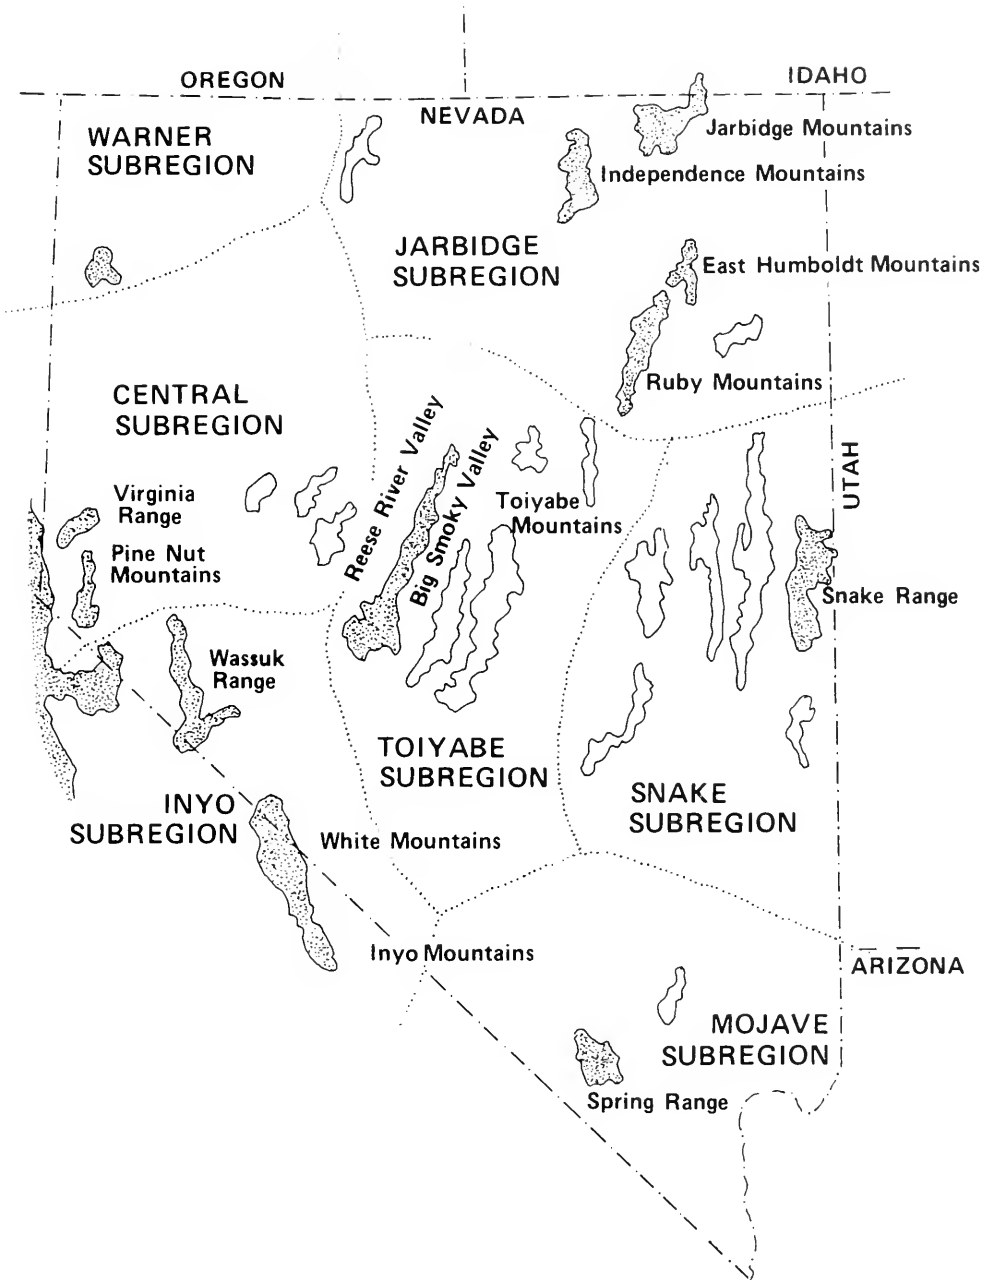 OREGON
IDAHO
NEVADA
WARNER
SUBREGION
Jarbidge Mountains
Independence Mountains
JARBIDGE
SUBREGION
East Humboldt Mountains
Ruby Mountains
CENTRAL
SUBREGION
Reese River Valley
Big Smoky Valley
UTAH
Virginia
Range
Toiyabe
Mountains
Pine Nut
Mountains
Snake Range
Wassuk
Range
TOIYABE
SUBREGION
SNAKE
SUBREGION
INYO
SUBREGION
White Mountains
Inyo Mountains
ARIZONA
MOJAVE
SUBREGION
Spring Range